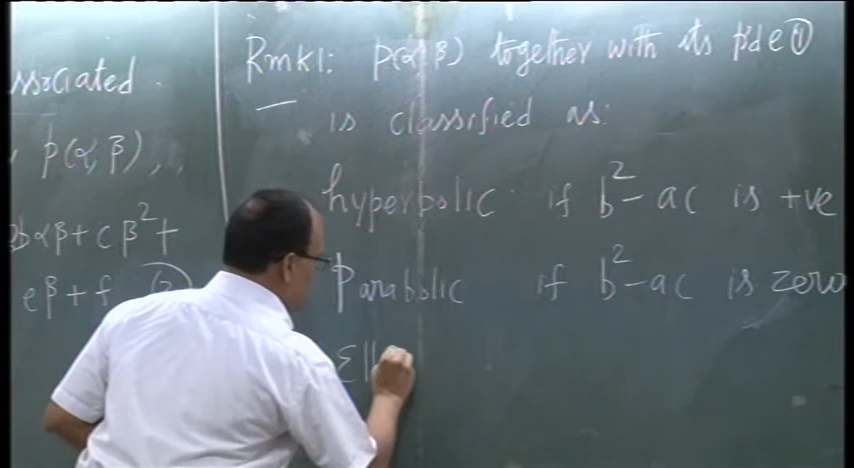 ssociated.
p(α, β),
bαβ + cβ² +
eβ + f (2)
Rmk1: p(α, β) together with its pde ①
is classified as:
hyperbolic if b² - ac is +ve
Parabolic if b² - ac is zero
Ell